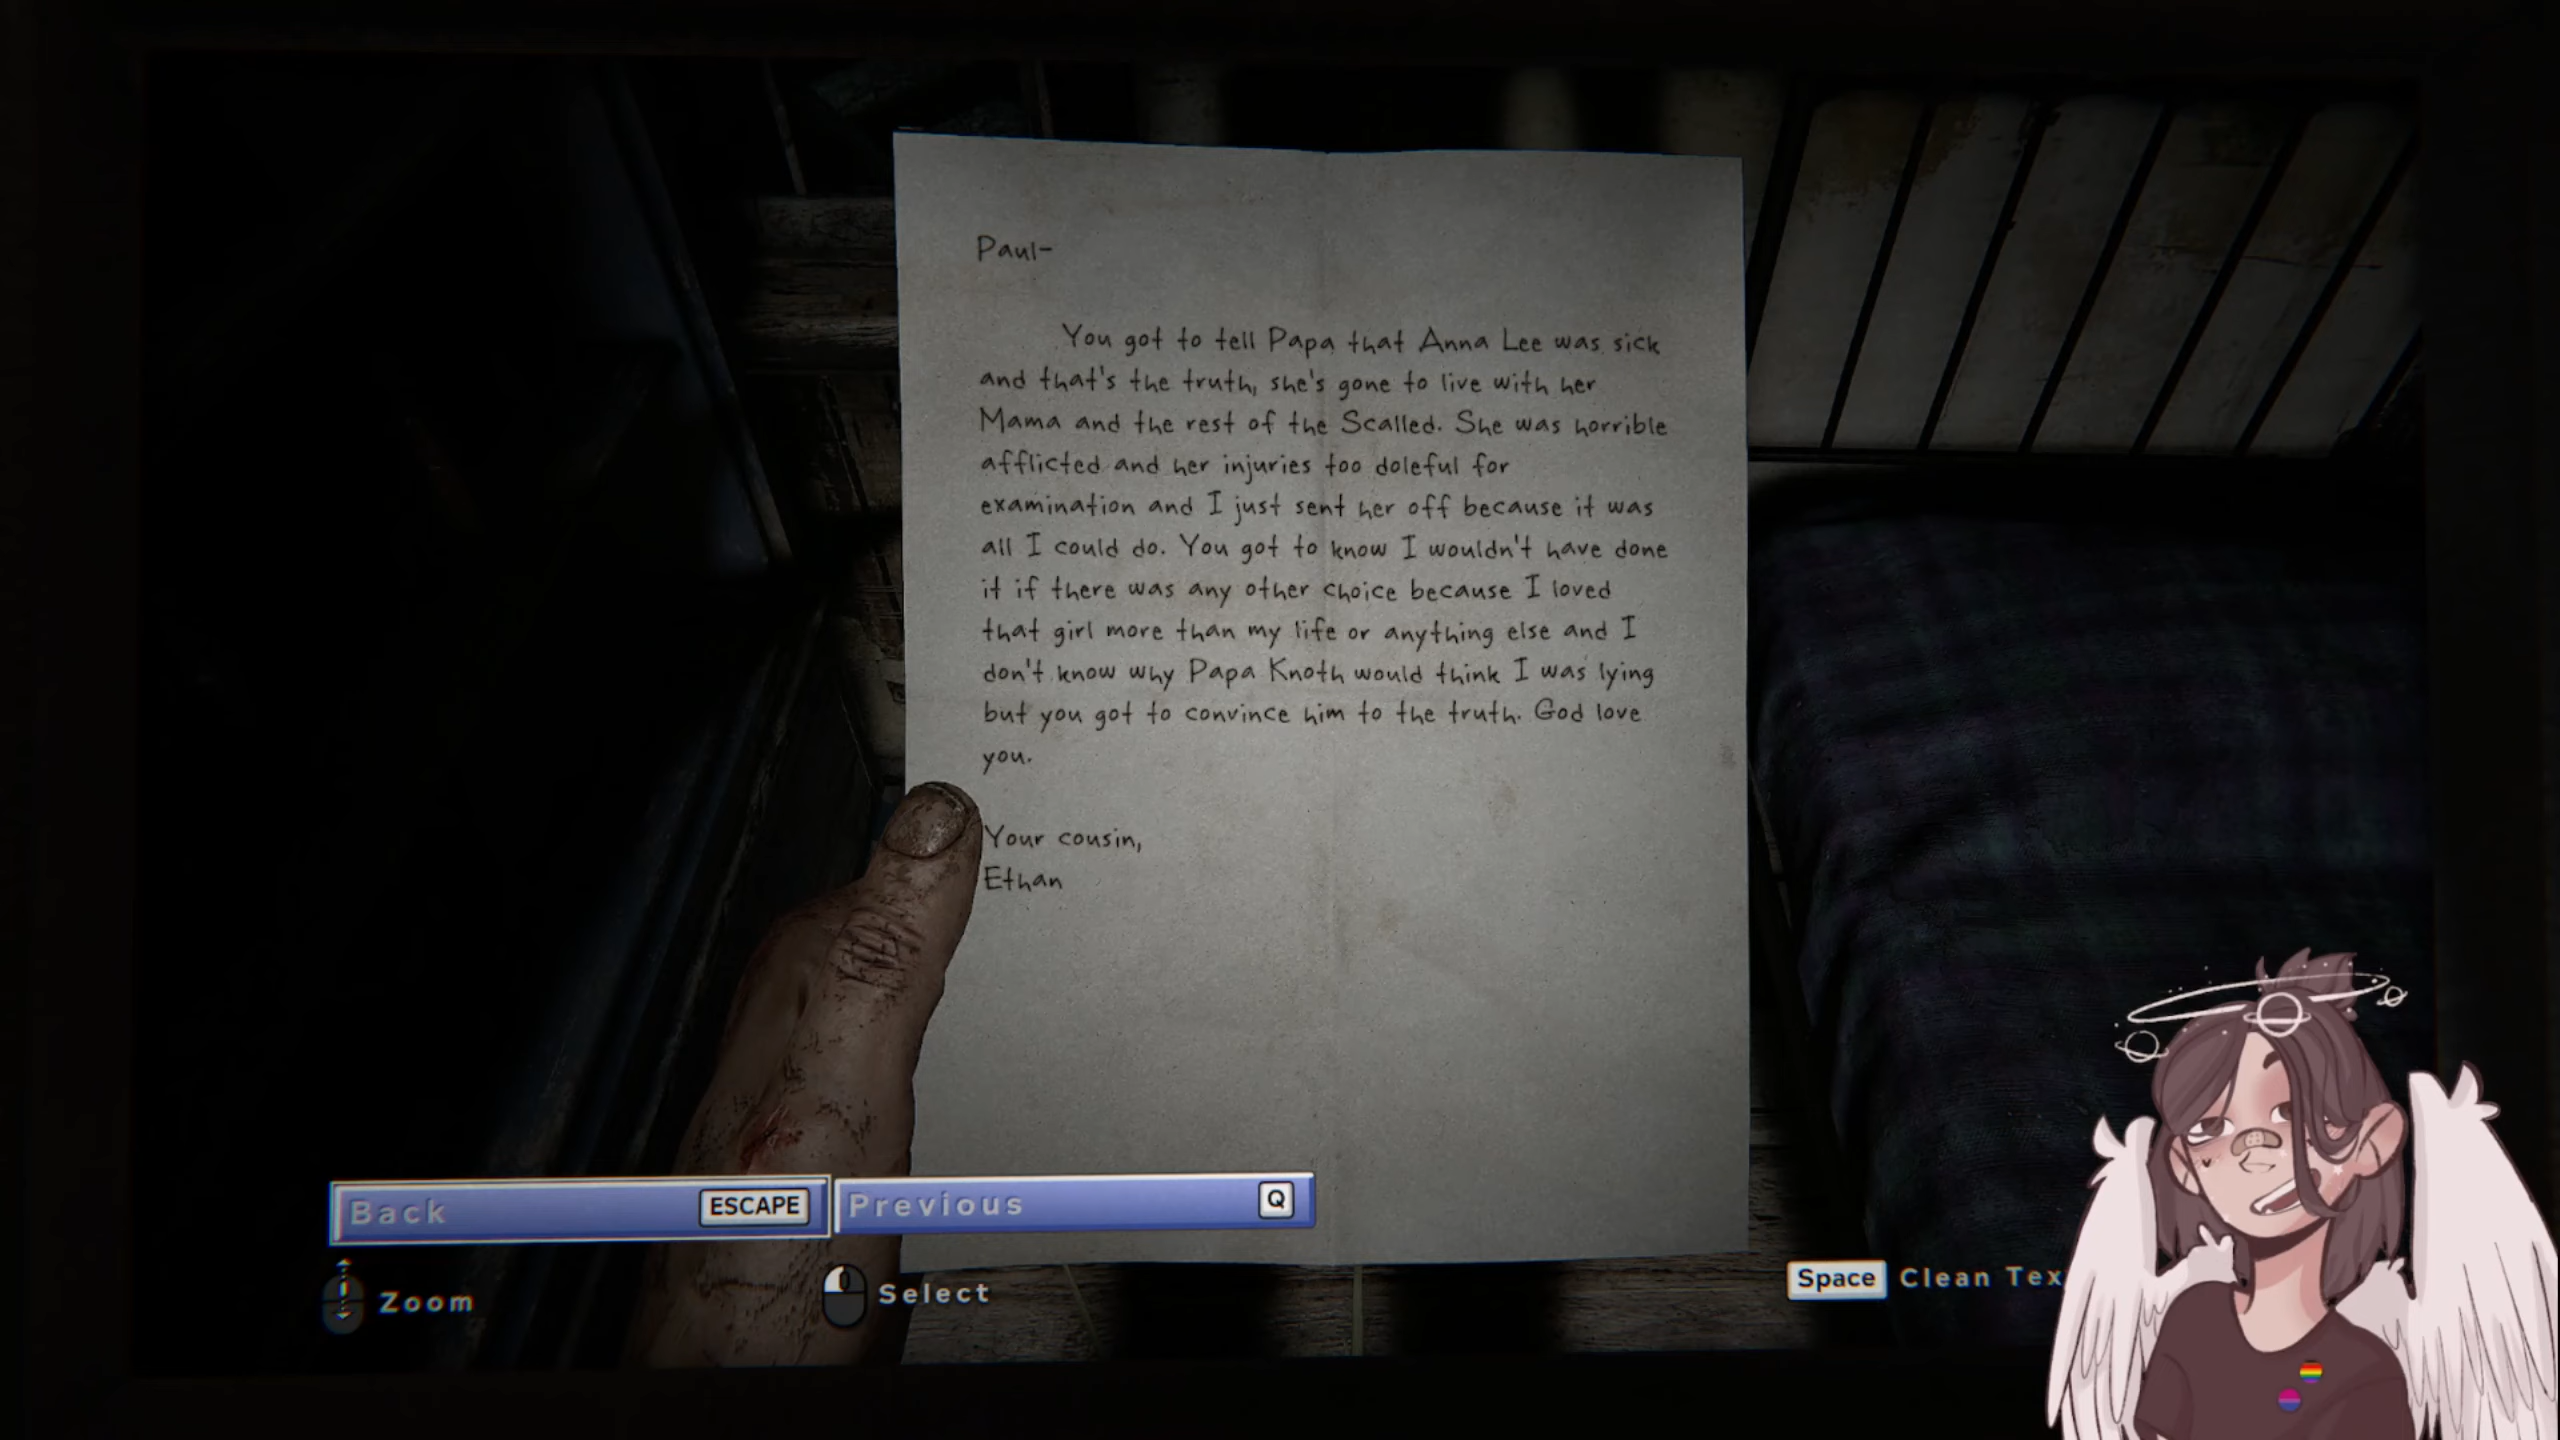 Paul-
You got to tell Papa that Anna Lee was sick
and that's the truth, she's gone to live with her
Mama and the rest of the Scalled. She was horrible
afflicted and her injuries too doleful for
examination and I just sent her off because it was
all I could do. You got to know I wouldn't have done
it if there was any other choice because I loved
that girl more than my life or anything else and I
don't know why Papa Knoth would think I was lying
but you got to convince him to the truth. God love
you.
Your cousin,
Ethan
Back ESCAPE
Previous Q
Zoom
Select
Space Clean Tex